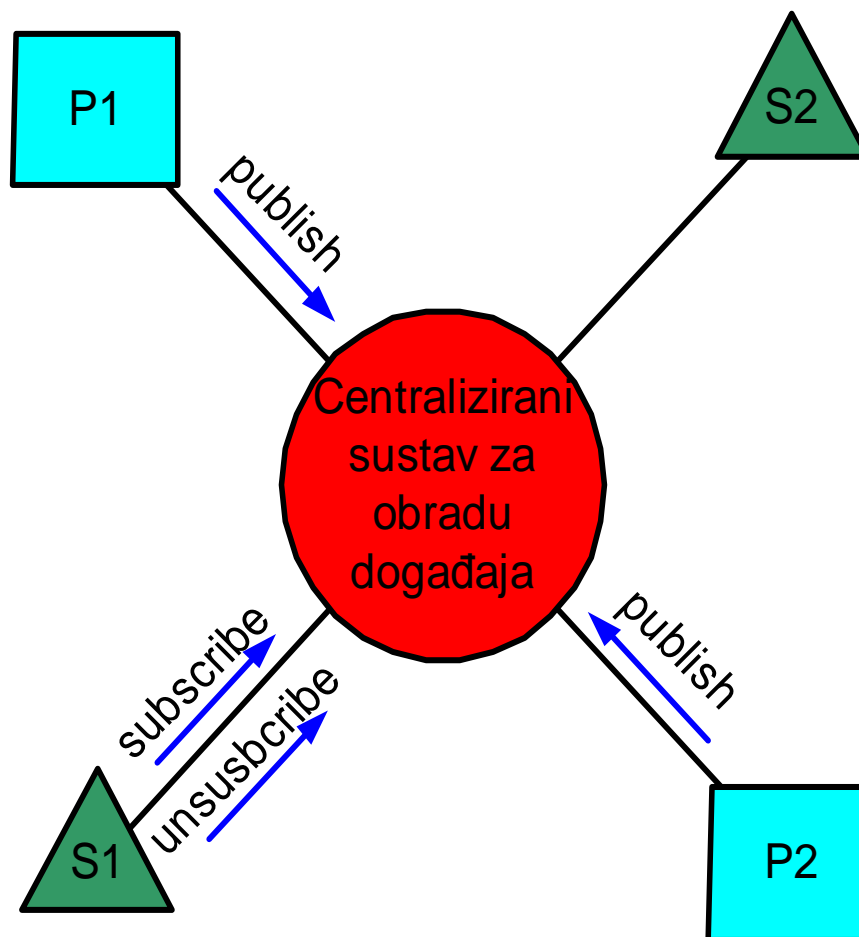 P1
S2
publish
Centralizirani
sustav za
obradu
događaja
subscribe
unsusbcribe
publish
S1
P2